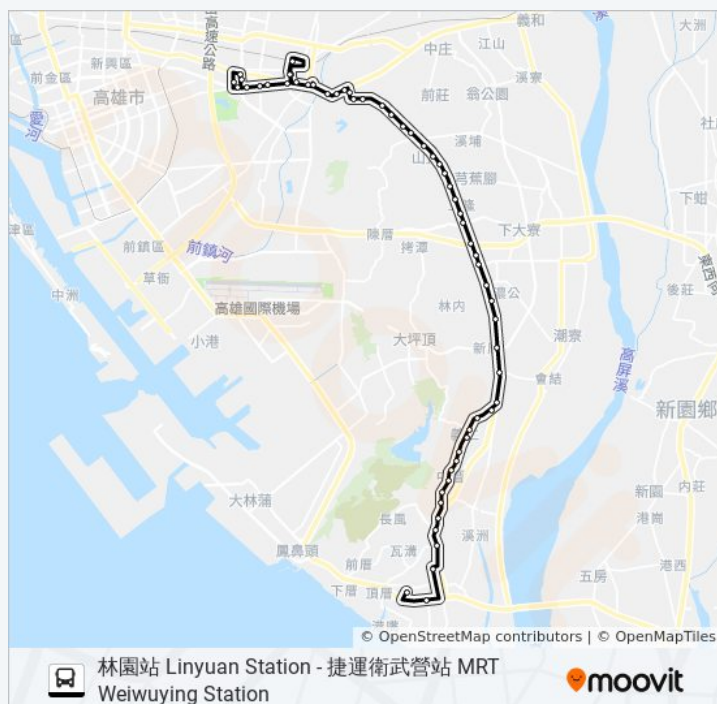 義和
大洲
區
新興區
高速公路
中庄
江山
前金區
溪寮
高雄市
前莊
翁公園
愛河
溪埔
芎蕉腳
下蚶
津區
前鎮區
前鎮河
陳厝
拷潭
下大寮
中洲
草衙
後莊
高雄國際機場
林內
小港
大坪頂
潮寮
高屏溪
會結
新園鄉
大林蒲
中芸
新園
內莊
長風
溪洲
港崗
鳳鼻頭
瓦溝
前厝
五房
港西
下厝
頂厝
© OpenStreetMap contributors | © OpenMapTiles
林園站 Linyuan Station - 捷運衛武營站 MRT
Weiwuying Station
moovit